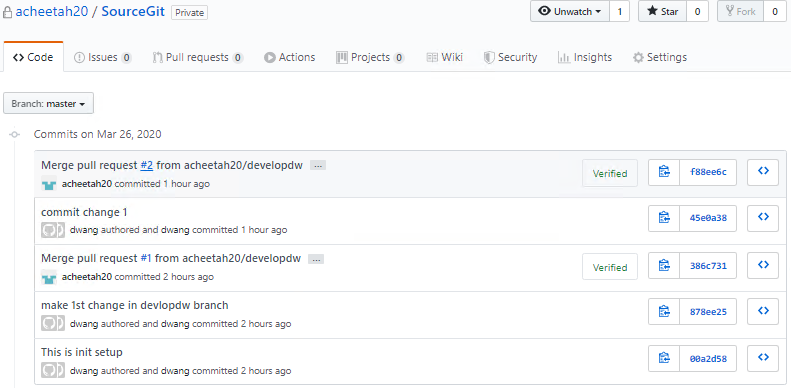 acheetah20 / SourceGit Private Unwatch 1 Star 0 Fork 0
Code Issues 0 Pull requests 0 Actions Projects 0 Wiki Security Insights Settings
Branch: master
Commits on Mar 26, 2020
Merge pull request #2 from acheetah20/developdw ...
acheetah20 committed 1 hour ago
Verified f88ee6c
commit change 1
dwang authored and dwang committed 1 hour ago
45e0a38
Merge pull request #1 from acheetah20/developdw ...
acheetah20 committed 2 hours ago
Verified 386c731
make 1st change in devlopdw branch
dwang authored and dwang committed 2 hours ago
878ee25
This is init setup
dwang authored and dwang committed 2 hours ago
00a2d58